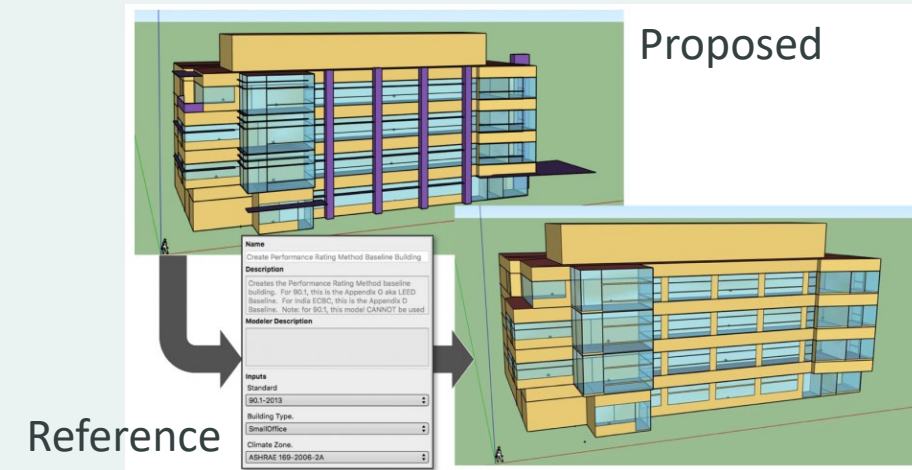 Proposed
Name
Create Performance Rating Method Baseline Building
Description
Creates the Performance Rating Method baseline
building. For 90.1, this is the Appendix G aka LEED
Baseline. For India ECBC, this is the Appendix D
Baseline. Note: for 90.1, this model CANNOT be used
Modeler Description
Inputs
Standard
90.1-2013
Building Type.
SmallOffice
Climate Zone.
ASHRAE 169-2006-2A
Reference